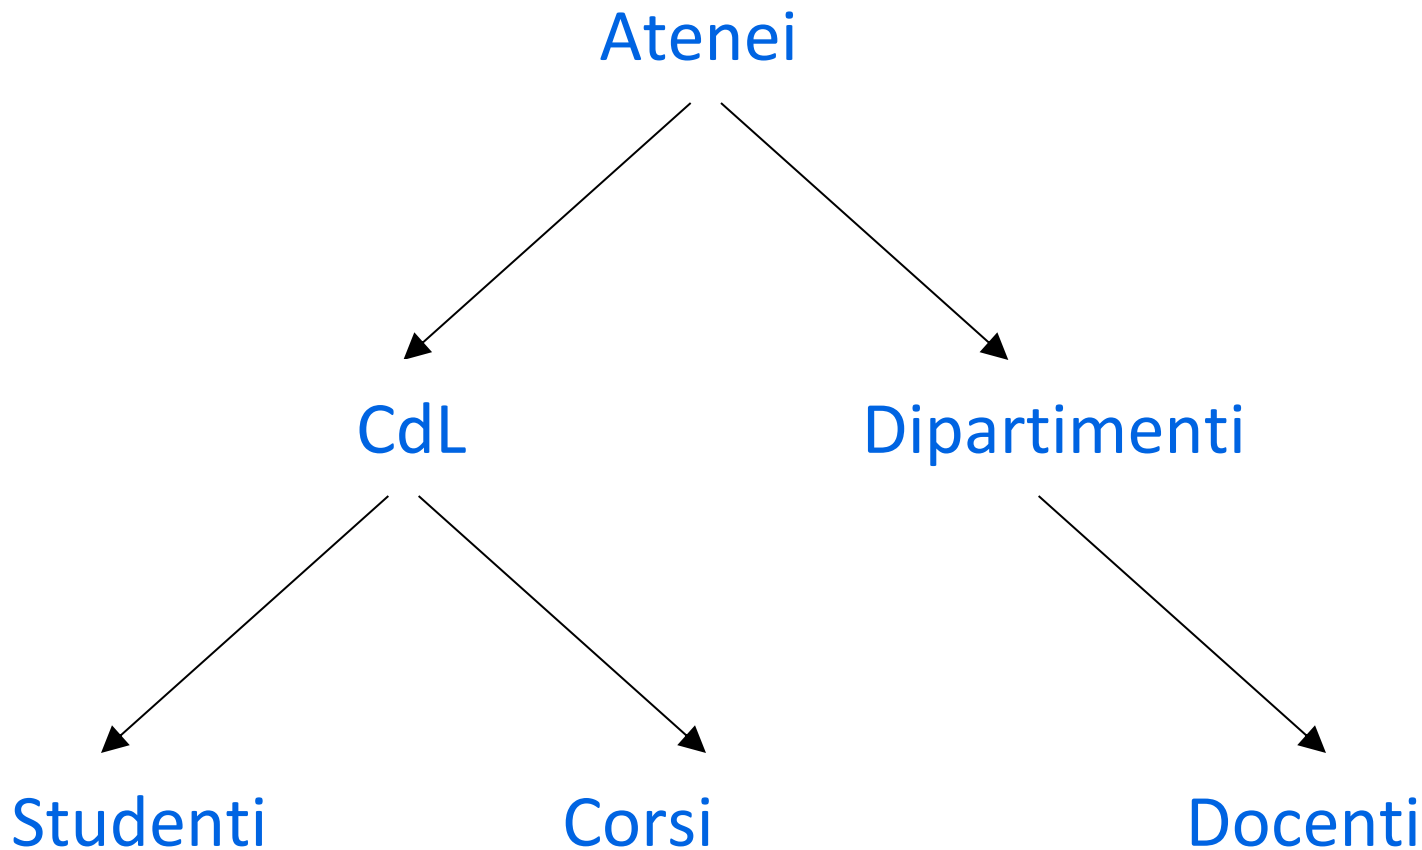 Atenei
CdL
Dipartimenti
Studenti
Corsi
Docenti